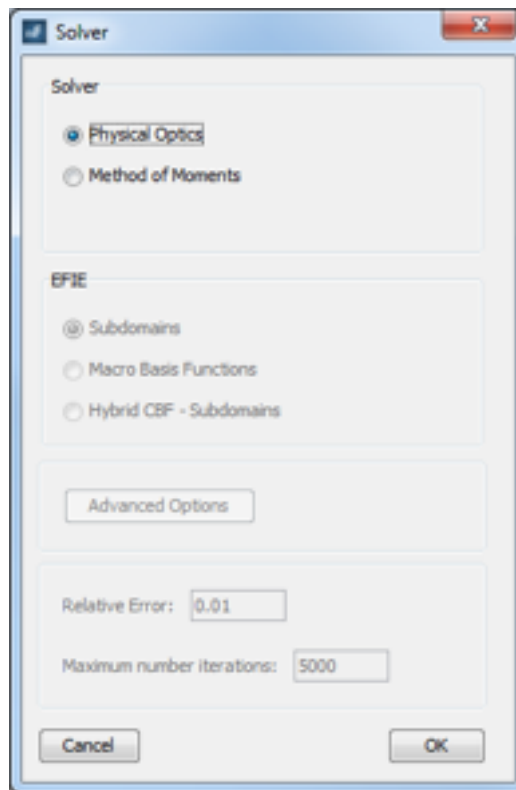 Solver
Solver
Physical Optics
Method of Moments
EFIE
Subdomains
Macro Basis Functions
Hybrid CBF - Subdomains
Advanced Options
Relative Error: 0.01
Maximum number iterations: 5000
Cancel OK